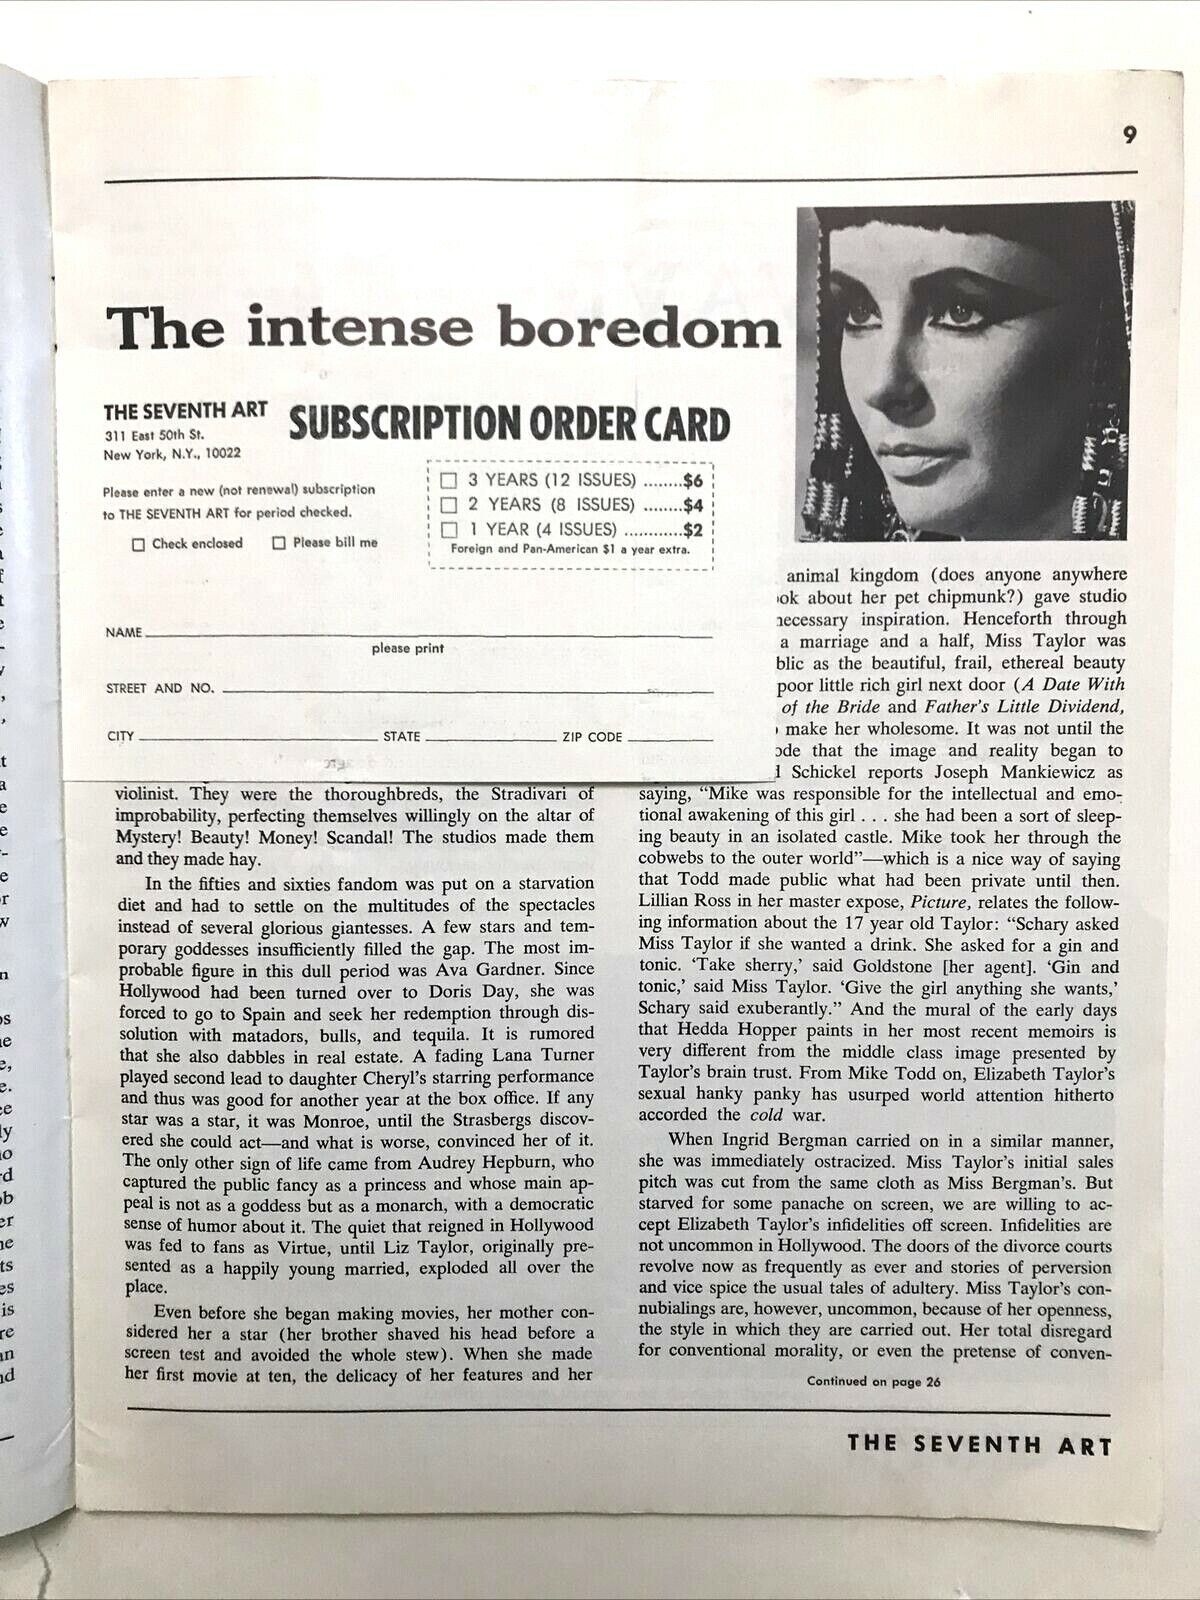 9
The intense boredom
THE SEVENTH ART
311 East 50th St.
New York, N.Y., 10022
SUBSCRIPTION ORDER CARD
Please enter a new (not renewal) subscription
to THE SEVENTH ART for period checked.
☐ Check enclosed ☐ Please bill me
☐ 3 YEARS (12 ISSUES) ........$6
☐ 2 YEARS (8 ISSUES) ........$4
☐ 1 YEAR (4 ISSUES) ............$2
Foreign and Pan-American $1 a year extra.
NAME
please print
STREET AND NO.
CITY STATE ZIP CODE
violinist. They were the thoroughbreds, the Stradivari of
improbability, perfecting themselves willingly on the altar of
Mystery! Beauty! Money! Scandal! The studios made them
and they made hay.
In the fifties and sixties fandom was put on a starvation
diet and had to settle on the multitudes of the spectacles
instead of several glorious giantesses. A few stars and tem-
porary goddesses insufficiently filled the gap. The most im-
probable figure in this dull period was Ava Gardner. Since
Hollywood had been turned over to Doris Day, she was
forced to go to Spain and seek her redemption through dis-
solution with matadors, bulls, and tequila. It is rumored
that she also dabbles in real estate. A fading Lana Turner
played second lead to daughter Cheryl's starring performance
and thus was good for another year at the box office. If any
star was a star, it was Monroe, until the Strasbergs discov-
ered she could act—and what is worse, convinced her of it.
The only other sign of life came from Audrey Hepburn, who
captured the public fancy as a princess and whose main ap-
peal is not as a goddess but as a monarch, with a democratic
sense of humor about it. The quiet that reigned in Hollywood
was fed to fans as Virtue, until Liz Taylor, originally pre-
sented as a happily young married, exploded all over the
place.
Even before she began making movies, her mother con-
sidered her a star (her brother shaved his head before a
screen test and avoided the whole stew). When she made
her first movie at ten, the delicacy of her features and her
animal kingdom (does anyone anywhere
about her pet chipmunk?) gave studio
necessary inspiration. Henceforth through
a marriage and a half, Miss Taylor was
as the beautiful, frail, ethereal beauty
poor little rich girl next door (A Date With
of the Bride and Father's Little Dividend,
make her wholesome. It was not until the
that the image and reality began to
Schickel reports Joseph Mankiewicz as
saying, "Mike was responsible for the intellectual and emo-
tional awakening of this girl . . . she had been a sort of sleep-
ing beauty in an isolated castle. Mike took her through the
cobwebs to the outer world"—which is a nice way of saying
that Todd made public what had been private until then.
Lillian Ross in her master expose, Picture, relates the follow-
ing information about the 17 year old Taylor: "Schary asked
Miss Taylor if she wanted a drink. She asked for a gin and
tonic. 'Take sherry,' said Goldstone [her agent]. 'Gin and
tonic,' said Miss Taylor. 'Give the girl anything she wants,'
Schary said exuberantly." And the mural of the early days
that Hedda Hopper paints in her most recent memoirs is
very different from the middle class image presented by
Taylor's brain trust. From Mike Todd on, Elizabeth Taylor's
sexual hanky panky has usurped world attention hitherto
accorded the cold war.
When Ingrid Bergman carried on in a similar manner,
she was immediately ostracized. Miss Taylor's initial sales
pitch was cut from the same cloth as Miss Bergman's. But
starved for some panache on screen, we are willing to ac-
cept Elizabeth Taylor's infidelities off screen. Infidelities are
not uncommon in Hollywood. The doors of the divorce courts
revolve now as frequently as ever and stories of perversion
and vice spice the usual tales of adultery. Miss Taylor's con-
nubialings are, however, uncommon, because of her openness,
the style in which they are carried out. Her total disregard
for conventional morality, or even the pretense of conven-
Continued on page 26
THE SEVENTH ART